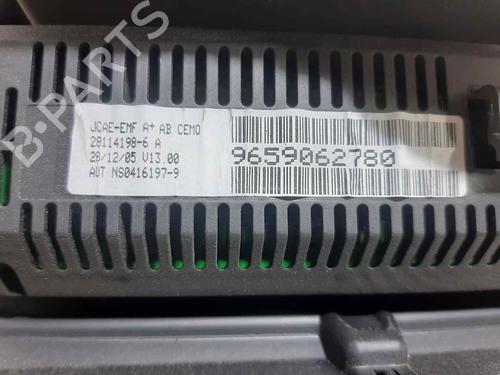 B-PARTS
JCAE-EMF A+ AB CEMO
28114198-6 A
28/12/05 V13.00
AUT NS0416197-9
9659062780